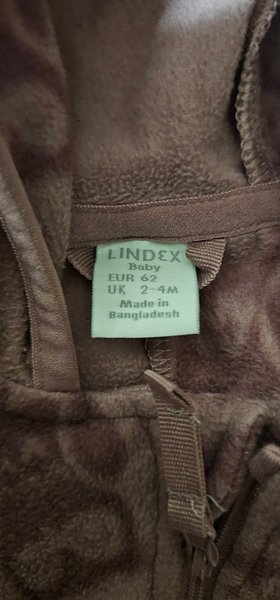 LINDEX
Baby
EUR 62
UK 2-4M
Made in
Bangladesh